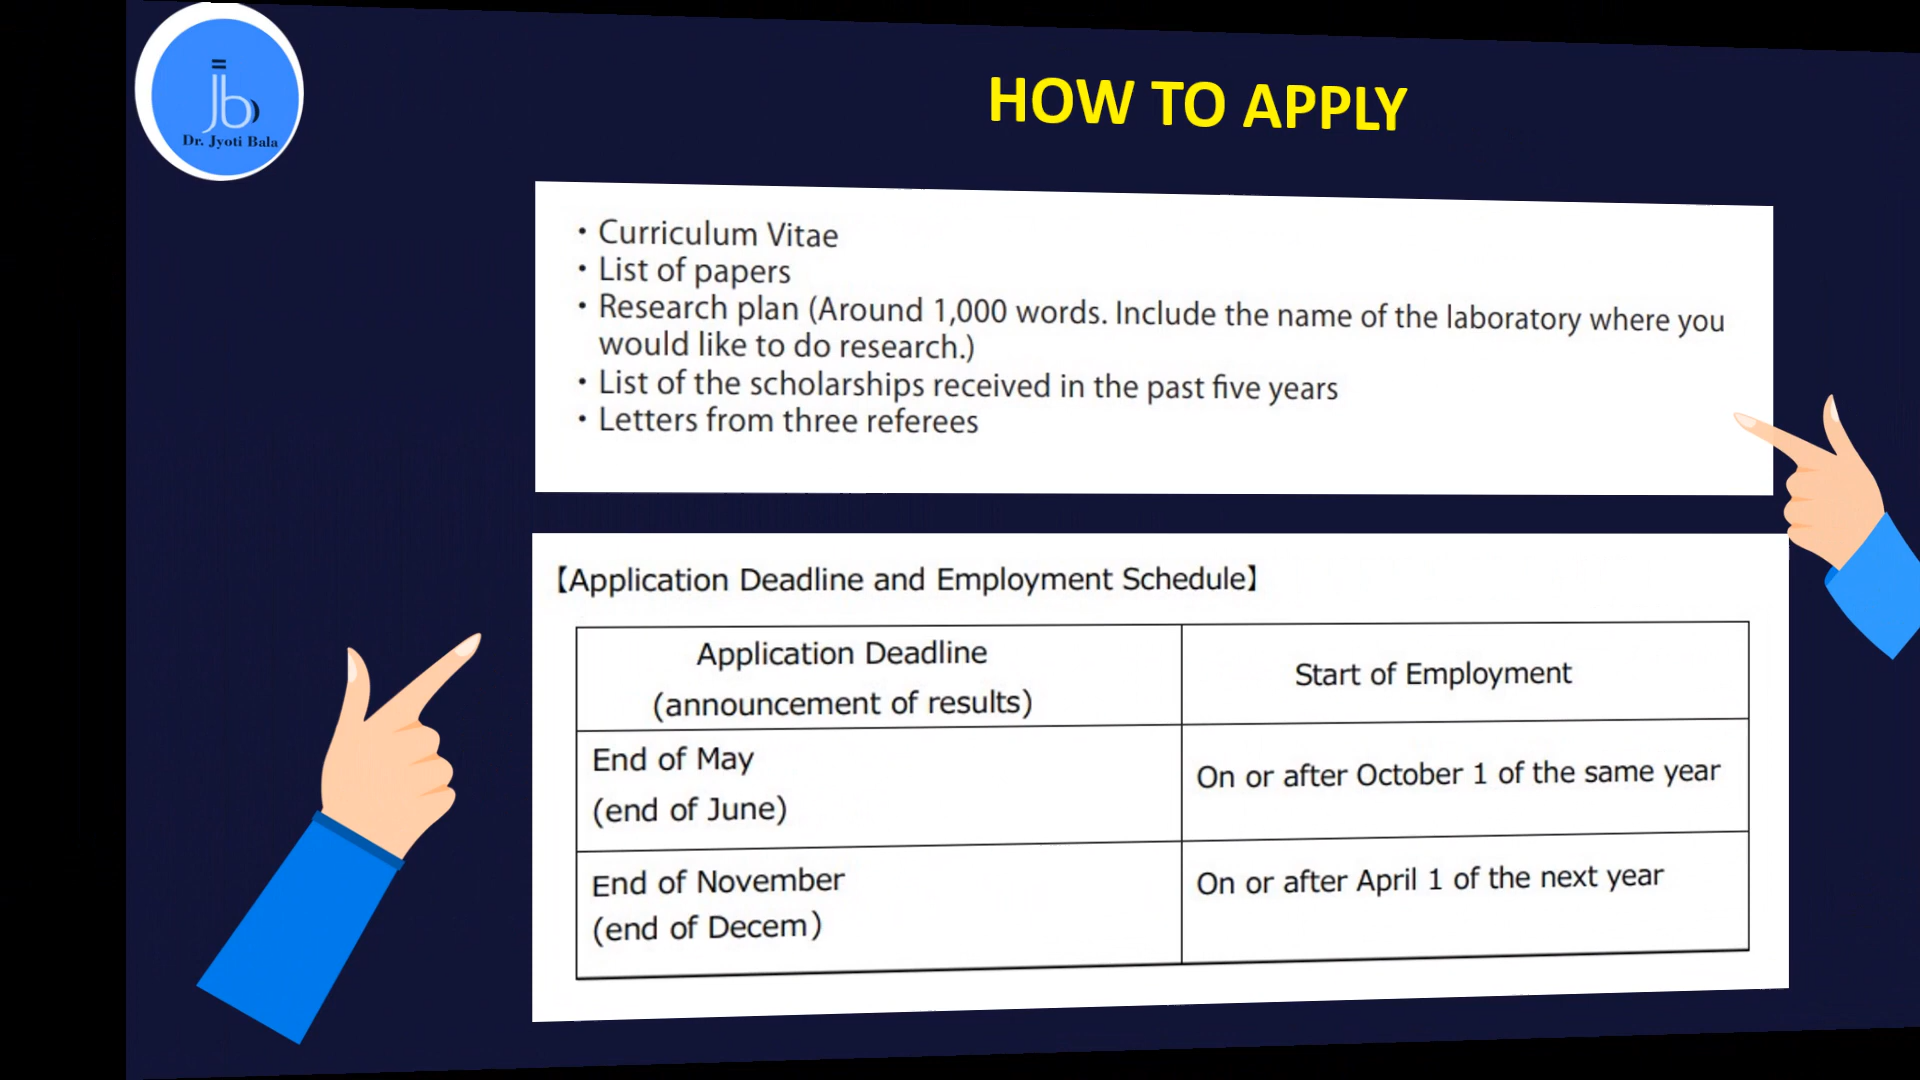 jb
Dr. Jyoti Bala
HOW TO APPLY
• Curriculum Vitae
• List of papers
• Research plan (Around 1,000 words. Include the name of the laboratory where you
would like to do research.)
• List of the scholarships received in the past five years
• Letters from three referees
【Application Deadline and Employment Schedule】
Application Deadline
(announcement of results)
Start of Employment
End of May
(end of June)
On or after October 1 of the same year
End of November
(end of Decem)
On or after April 1 of the next year